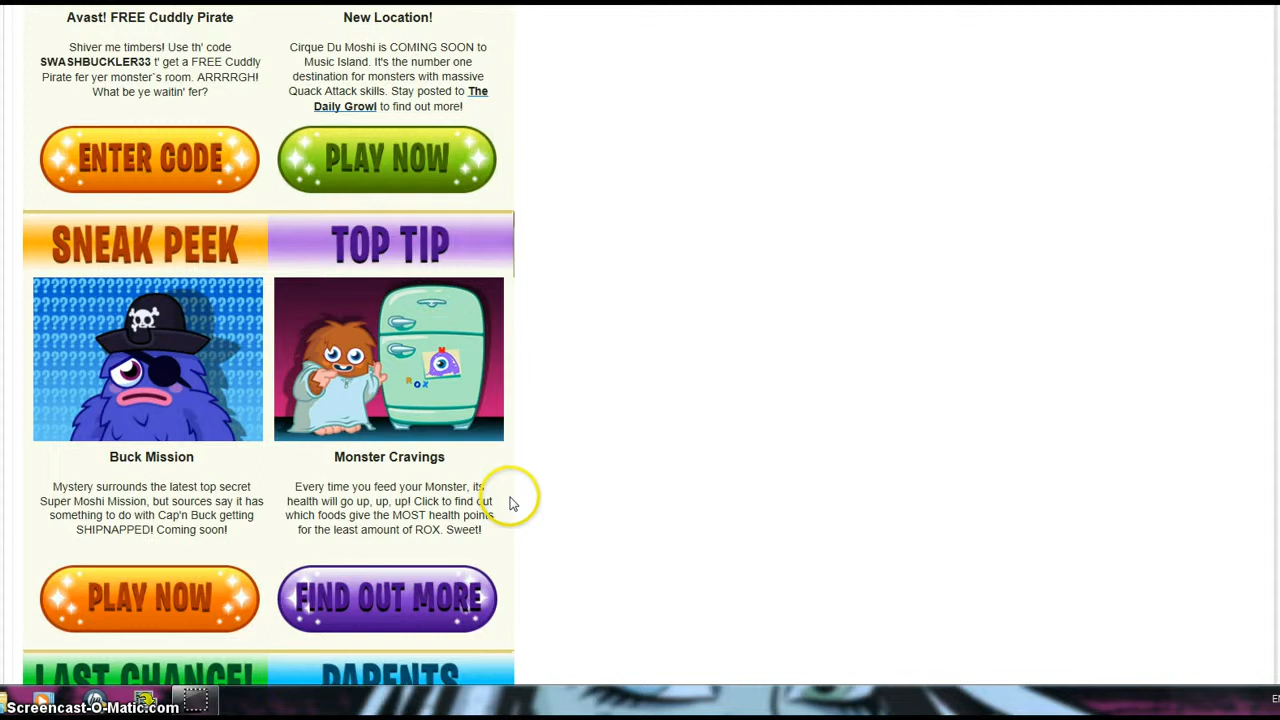 Avast! FREE Cuddly Pirate
Shiver me timbers! Use th' code
SWASHBUCKLER33 t' get a FREE Cuddly
Pirate fer yer monster`s room. ARRRRGH!
What be ye waitin' fer?
ENTER CODE
New Location!
Cirque Du Moshi is COMING SOON to
Music Island. It's the number one
destination for monsters with massive
Quack Attack skills. Stay posted to The
Daily Growl to find out more!
PLAY NOW
SNEAK PEEK
Buck Mission
Mystery surrounds the latest top secret
Super Moshi Mission, but sources say it has
something to do with Cap'n Buck getting
SHIPNAPPED! Coming soon!
PLAY NOW
TOP TIP
ROX
Monster Cravings
Every time you feed your Monster, its
health will go up, up, up! Click to find out
which foods give the MOST health points
for the least amount of ROX. Sweet!
FIND OUT MORE
LAST CHANCE!
PARENTS
Screencast-O-Matic.com
EN